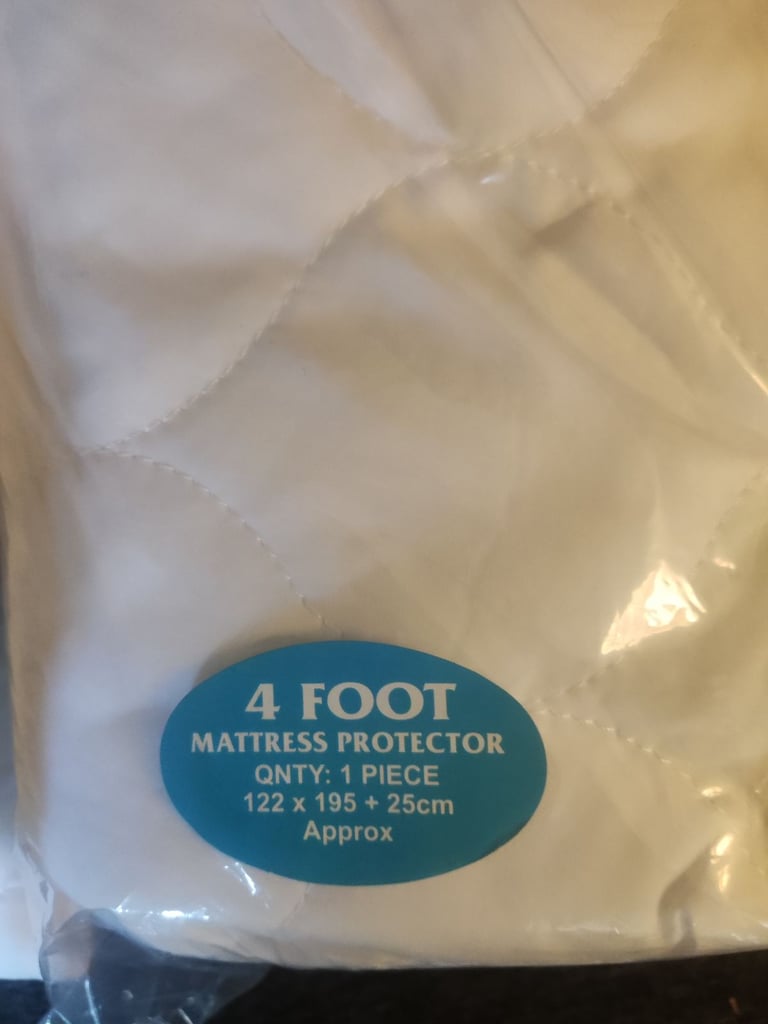 4 FOOT
MATTRESS PROTECTOR
QNTY: 1 PIECE
122 x 195 + 25cm
Approx